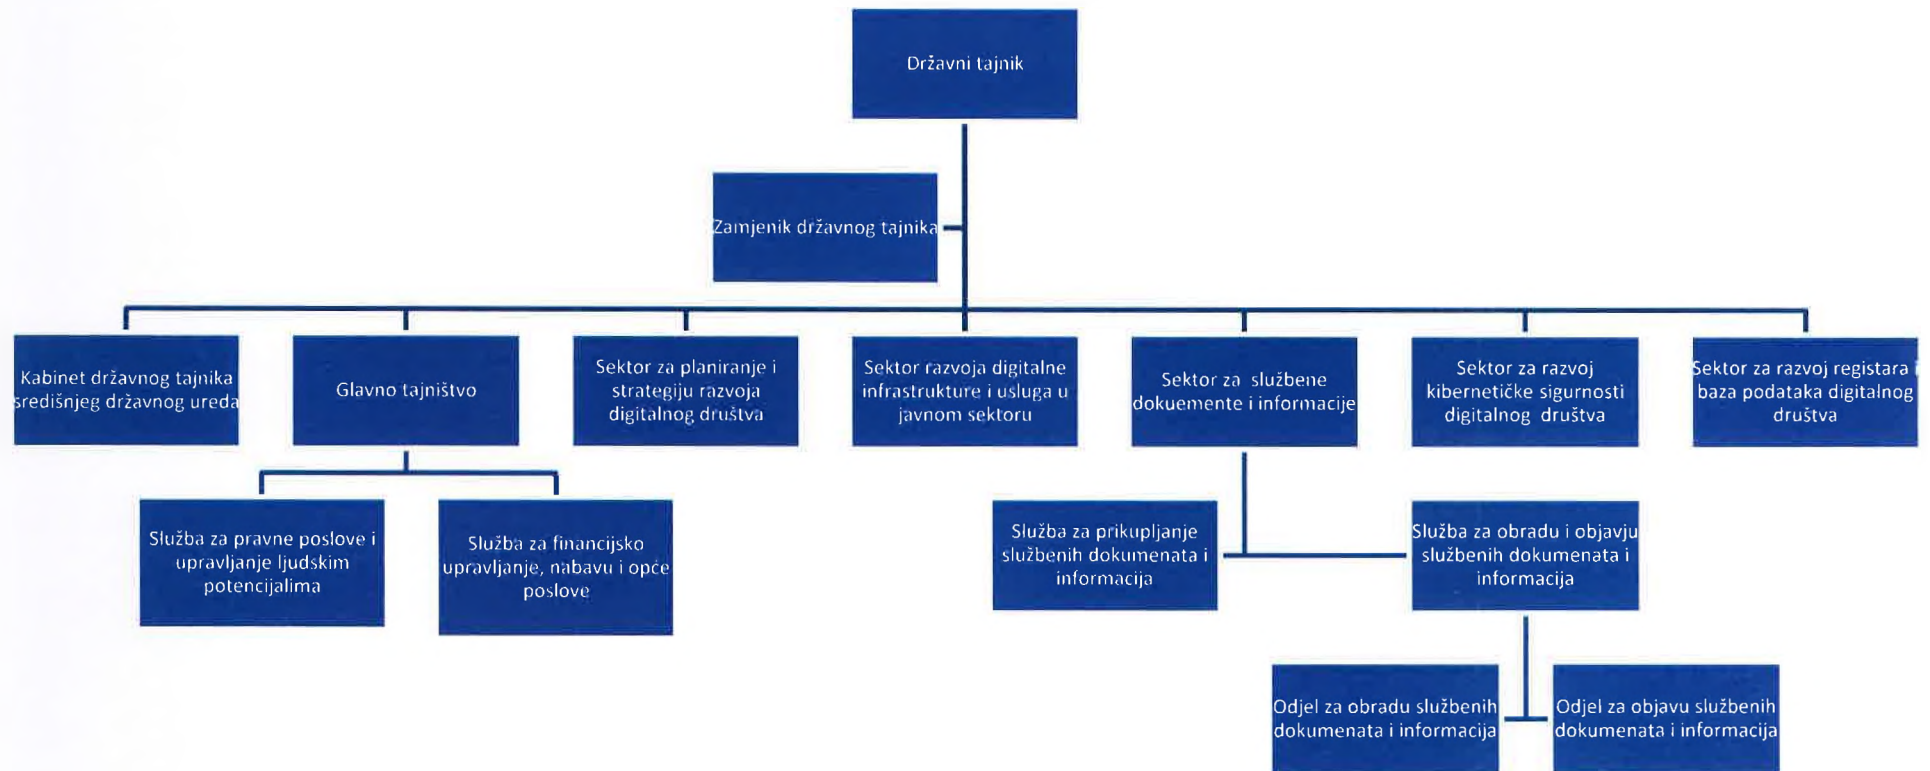 Državni tajnik
Zamjenik državnog tajnika
Kabinet državnog tajnika
središnjeg državnog ureda
Glavno tajništvo
Sektor za planiranje i
strategiju razvoja
digitalnog društva
Sektor razvoja digitalne
infrastrukture i usluga u
javnom sektoru
Sektor za službene
dokuemente i informacije
Sektor za razvoj
kibernetičke sigurnosti
digitalnog društva
Sektor za razvoj registara i
baza podataka digitalnog
društva
Služba za pravne poslove i
upravljanje ljudskim
potencijalima
Služba za financijsko
upravljanje, nabavu i opće
poslove
Služba za prikupljanje
službenih dokumenata i
informacija
Služba za obradu i objavju
službenih dokumenata i
informacija
Odjel za obradu službenih
dokumenata i informacija
Odjel za objavu službenih
dokumenata i informacija